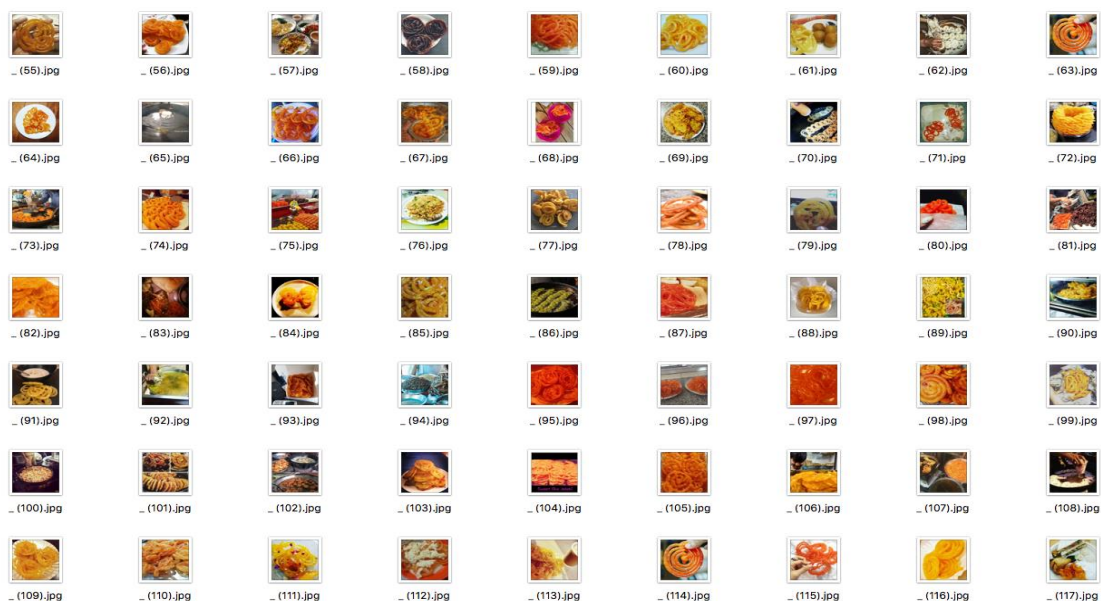 _ (55).jpg _ (56).jpg _ (57).jpg _ (58).jpg _ (59).jpg _ (60).jpg _ (61).jpg _ (62).jpg _ (63).jpg
_ (64).jpg _ (65).jpg _ (66).jpg _ (67).jpg _ (68).jpg _ (69).jpg _ (70).jpg _ (71).jpg _ (72).jpg
_ (73).jpg _ (74).jpg _ (75).jpg _ (76).jpg _ (77).jpg _ (78).jpg _ (79).jpg _ (80).jpg _ (81).jpg
_ (82).jpg _ (83).jpg _ (84).jpg _ (85).jpg _ (86).jpg _ (87).jpg _ (88).jpg _ (89).jpg _ (90).jpg
_ (91).jpg _ (92).jpg _ (93).jpg _ (94).jpg _ (95).jpg _ (96).jpg _ (97).jpg _ (98).jpg _ (99).jpg
_ (100).jpg _ (101).jpg _ (102).jpg _ (103).jpg _ (104).jpg _ (105).jpg _ (106).jpg _ (107).jpg _ (108).jpg
_ (109).jpg _ (110).jpg _ (111).jpg _ (112).jpg _ (113).jpg _ (114).jpg _ (115).jpg _ (116).jpg _ (117).jpg